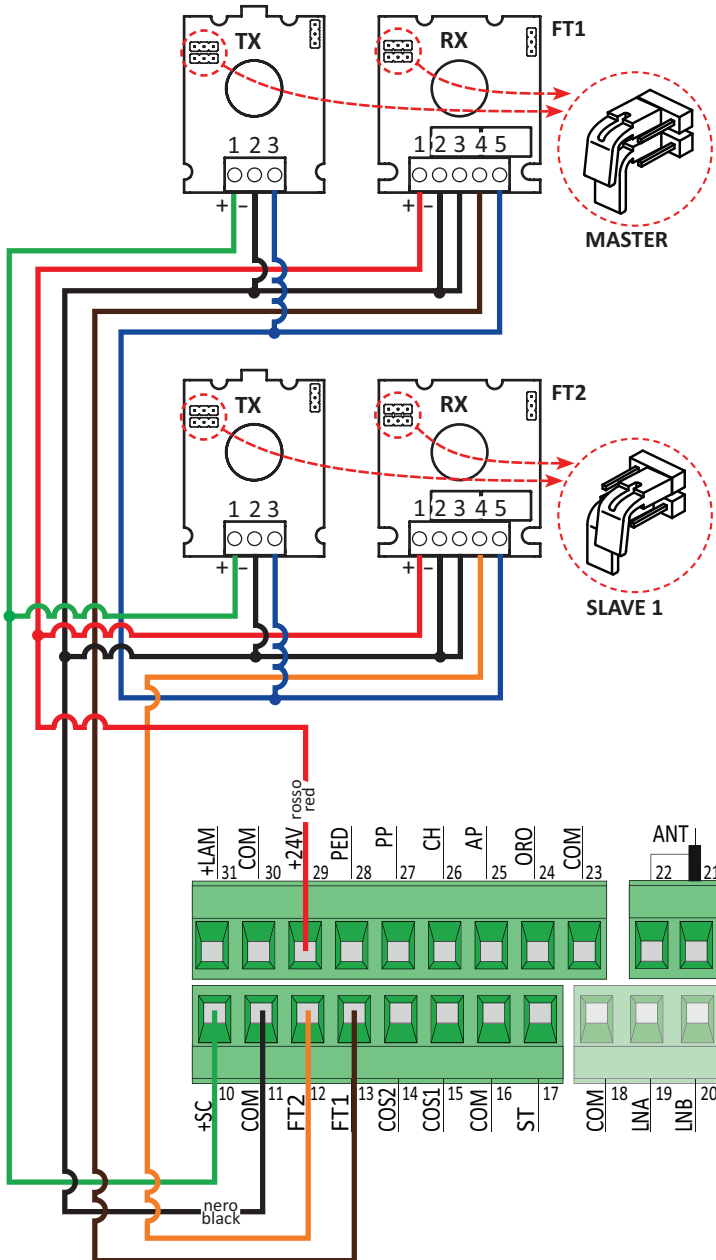 TX RX FT1
1 2 3 1 2 3 4 5
+ − + −
MASTER
TX RX FT2
1 2 3 1 2 3 4 5
+ − + −
SLAVE 1
rosso
red
+LAM COM +24V PED PP CH AP ORO COM ANT
31 30 29 28 27 26 25 24 23 22 21
10 11 12 13 14 15 16 17 18 19 20
+SC COM FT2 FT1 COS2 COS1 COM ST COM LNA LNB
nero
black